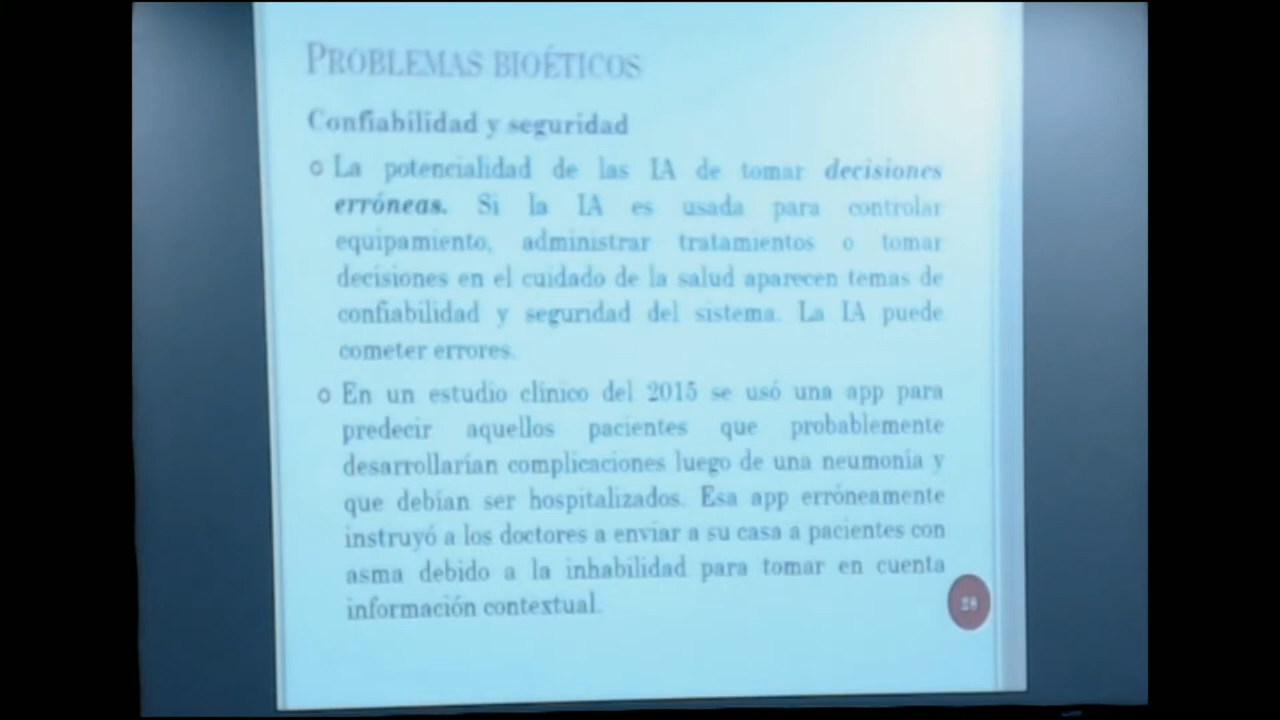 PROBLEMAS BIOÉTICOS
Confiabilidad y seguridad
La potencialidad de las IA de tomar decisiones
erróneas. Si la IA es usada para controlar
equipamiento, administrar tratamientos o tomar
decisiones en el cuidado de la salud aparecen temas de
confiabilidad y seguridad del sistema. La IA puede
cometer errores.
En un estudio clínico del 2015 se usó una app para
predecir aquellos pacientes que probablemente
desarrollarían complicaciones luego de una neumonía y
que debían ser hospitalizados. Esa app erróneamente
instruyó a los doctores a enviar a su casa a pacientes con
asma debido a la inhabilidad para tomar en cuenta
información contextual.
28